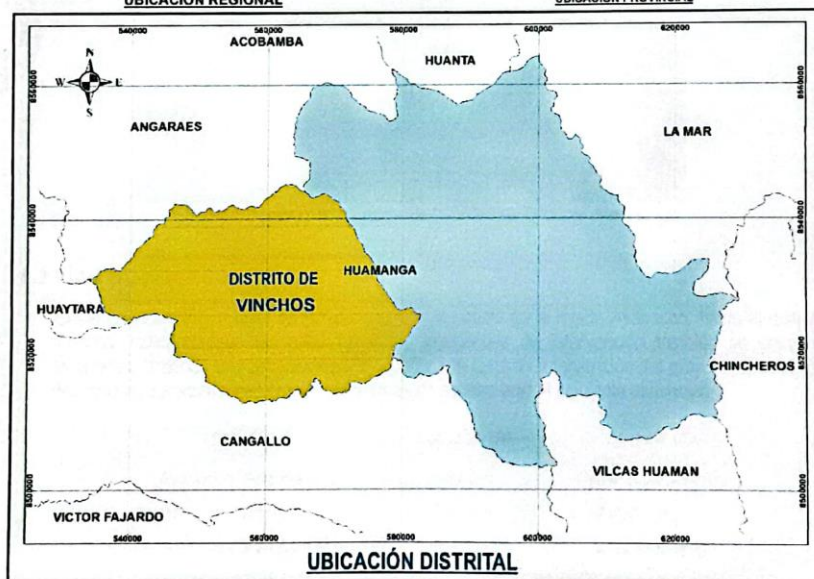 UBICACIÓN REGIONAL
UBICACIÓN PROVINCIAL
540000 560000 580000 600000 620000
ACOBAMBA
HUANTA
N
W E
S
8560000 8560000
ANGARAES
LA MAR
8540000 8540000
DISTRITO DE
VINCHOS
HUAMANGA
HUAYTARA
8520000 8520000
CHINCHEROS
CANGALLO
VILCAS HUAMAN
8500000 8500000
VICTOR FAJARDO
540000 560000 580000 600000 620000
UBICACIÓN DISTRITAL